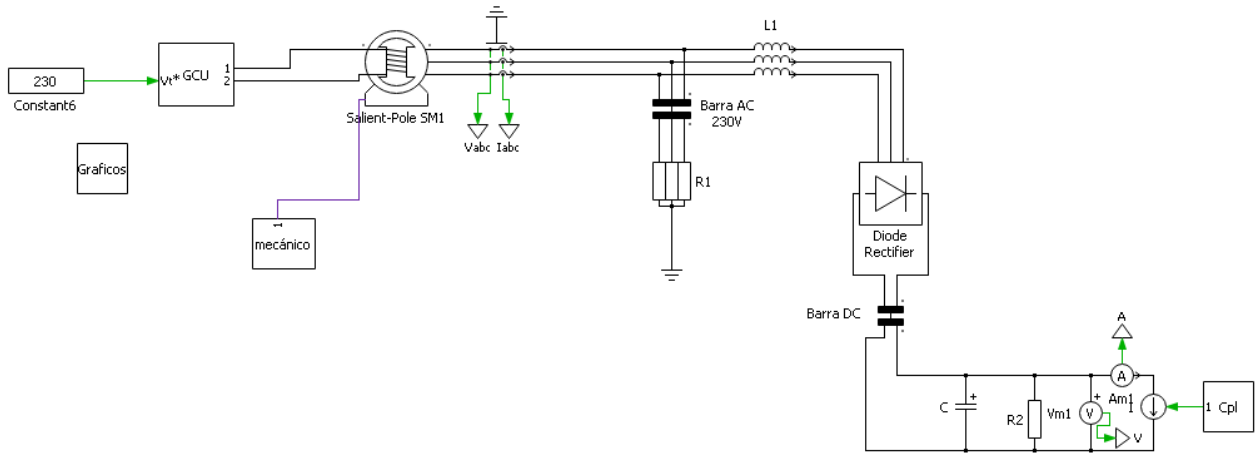 L1
230
Constant6
Vt* GCU
1
2
Salient-Pole SM1
Vabc
Iabc
Barra AC
230V
R1
Graficos
1
mecánico
Diode
Rectifier
Barra DC
A
A
Am1
C
R2
Vm1
V
V
I
1 Cpl